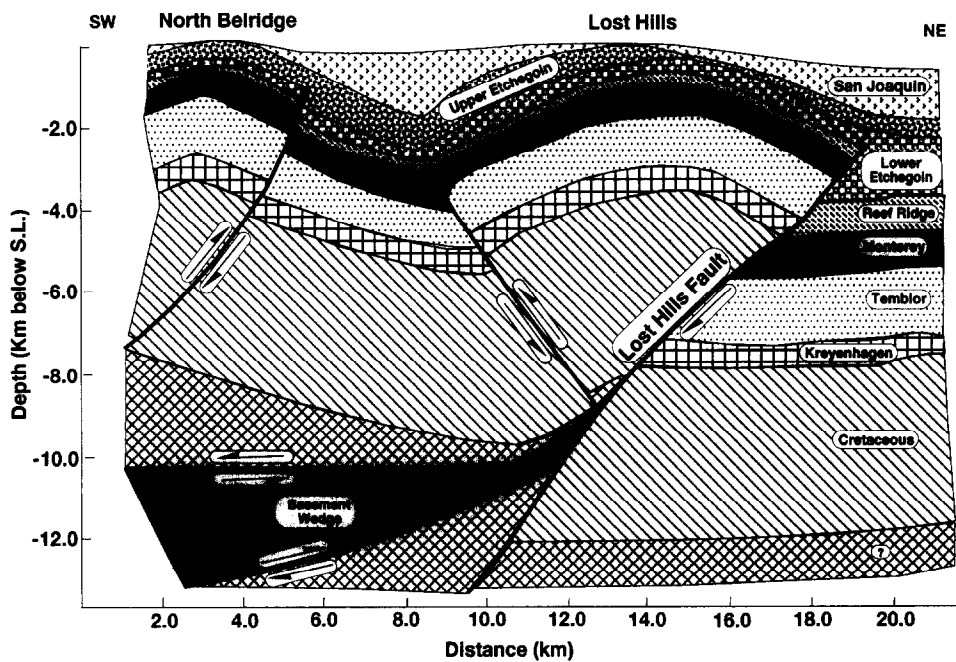 SW
North Belridge
Lost Hills
NE
San Joaquin
Upper Etchegoin
Lower
Etchegoin
Reef Ridge
Monterey
Temblor
Kreyenhagen
Cretaceous
Lost Hills Fault
Basement
Wedge
?
Depth (Km below S.L.)
-2.0
-4.0
-6.0
-8.0
-10.0
-12.0
2.0
4.0
6.0
8.0
10.0
12.0
14.0
16.0
18.0
20.0
Distance (km)